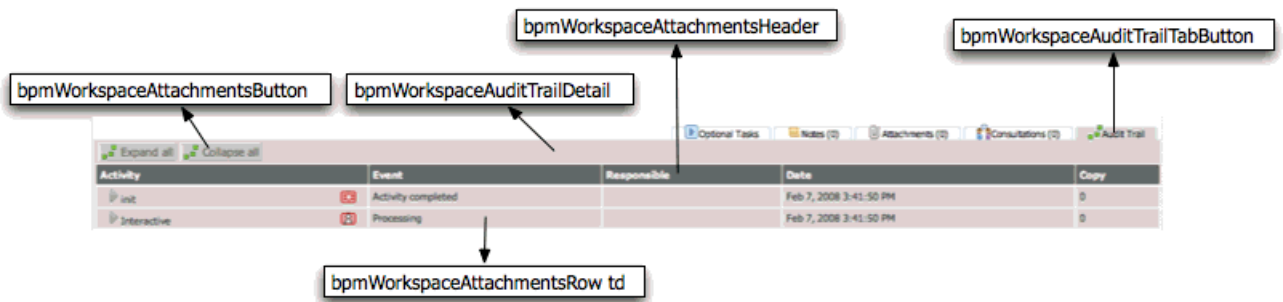 bpmWorkspaceAttachmentsHeader
bpmWorkspaceAuditTrailTabButton
bpmWorkspaceAttachmentsButton
bpmWorkspaceAuditTrailDetail
Optional Tasks Notes (0) Attachments (0) Consultations (0) Audit Trail
Expand all Collapse all
Activity Event Responsible Date Copy
init Activity completed Feb 7, 2008 3:41:50 PM 0
Interactive Processing Feb 7, 2008 3:41:50 PM 0
bpmWorkspaceAttachmentsRow td